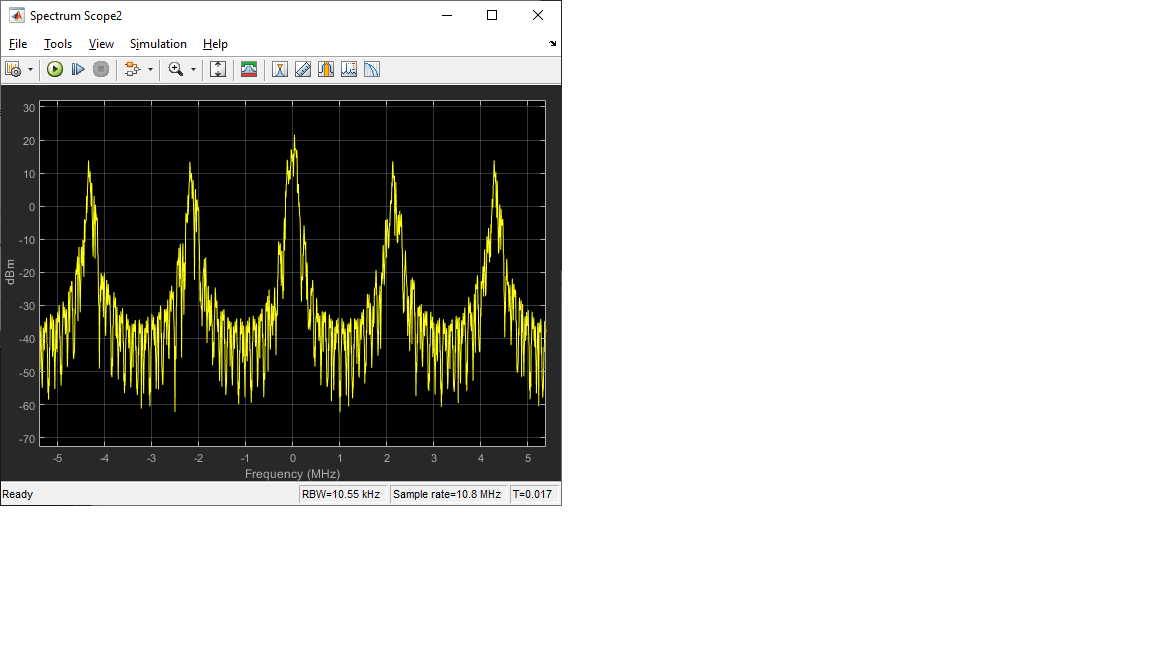 Spectrum Scope2
File Tools View Simulation Help
30
20
10
0
-10
-20
-30
-40
-50
-60
-70
dBm
-5 -4 -3 -2 -1 0 1 2 3 4 5
Frequency (MHz)
Ready RBW=10.55 kHz Sample rate=10.8 MHz T=0.017